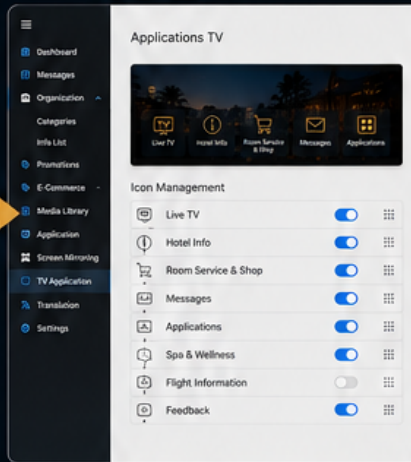 Applications TV
Dashboard
Messages
Organization
Categories
Info List
Promotions
E-Commerce
Media Library
Application
Screen Mirroring
TV Application
Translation
Settings
Live TV
Hotel Info
Room Service
& Shop
Messages
Applications
Icon Management
Live TV
Hotel Info
Room Service & Shop
Messages
Applications
Spa & Wellness
Flight Information
Feedback